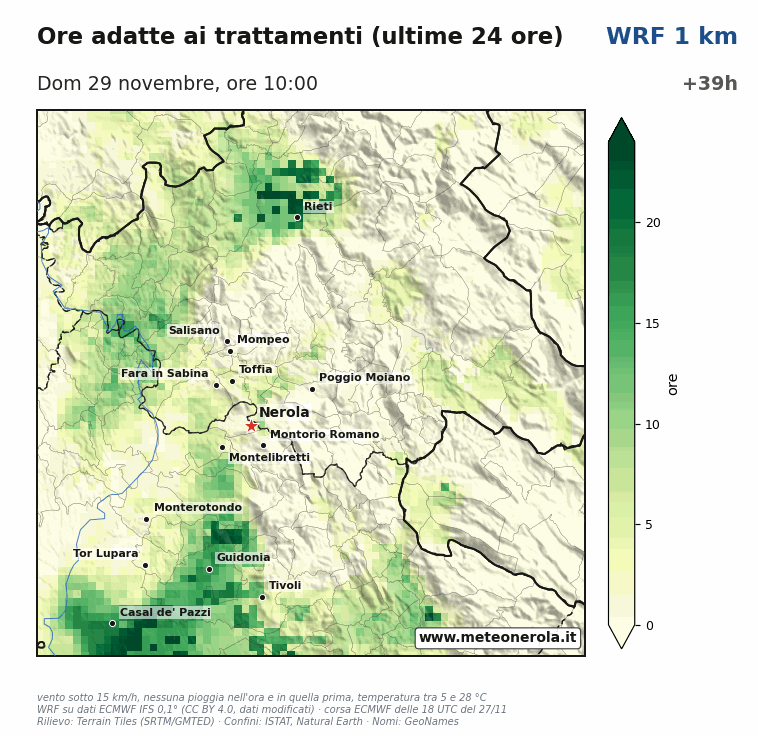 Ore adatte ai trattamenti (ultime 24 ore)
WRF 1 km
Dom 29 novembre, ore 10:00
+39h
Rieti
Salisano
Mompeo
Fara in Sabina
Toffia
Poggio Moiano
Nerola
Montorio Romano
Montelibretti
Monterotondo
Tor Lupara
Guidonia
Tivoli
Casal de' Pazzi
www.meteonerola.it
20
15
10
5
0
ore
vento sotto 15 km/h, nessuna pioggia nell'ora e in quella prima, temperatura tra 5 e 28 °C
WRF su dati ECMWF IFS 0,1° (CC BY 4.0, dati modificati) · corsa ECMWF delle 18 UTC del 27/11
Rilievo: Terrain Tiles (SRTM/GMTED) · Confini: ISTAT, Natural Earth · Nomi: GeoNames